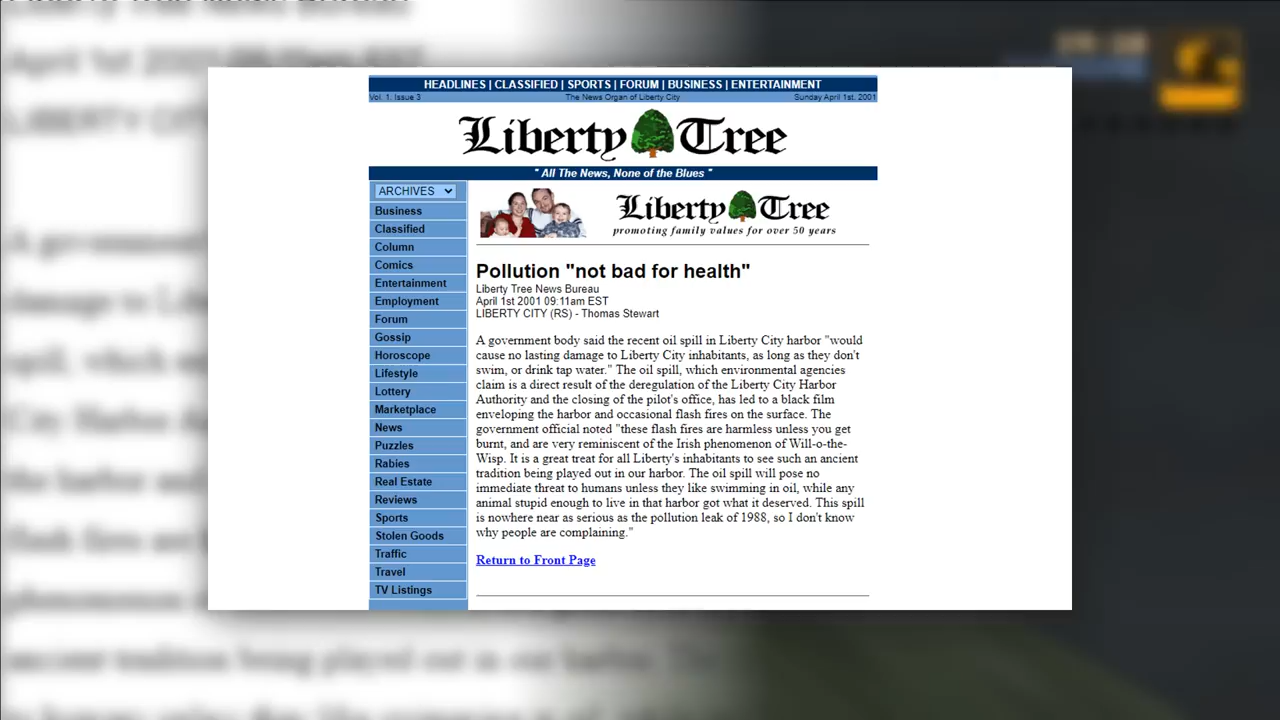 HEADLINES | CLASSIFIED | SPORTS | FORUM | BUSINESS | ENTERTAINMENT
Vol. 1. Issue 3 The News Organ of Liberty City Sunday April 1st. 2001
Liberty Tree
" All The News, None of the Blues "
ARCHIVES
Business
Classified
Column
Comics
Entertainment
Employment
Forum
Gossip
Horoscope
Lifestyle
Lottery
Marketplace
News
Puzzles
Rabies
Real Estate
Reviews
Sports
Stolen Goods
Traffic
Travel
TV Listings
Liberty Tree
promoting family values for over 50 years
Pollution "not bad for health"
Liberty Tree News Bureau
April 1st 2001 09:11am EST
LIBERTY CITY (RS) - Thomas Stewart
A government body said the recent oil spill in Liberty City harbor "would
cause no lasting damage to Liberty City inhabitants, as long as they don't
swim, or drink tap water." The oil spill, which environmental agencies
claim is a direct result of the deregulation of the Liberty City Harbor
Authority and the closing of the pilot's office, has led to a black film
enveloping the harbor and occasional flash fires on the surface. The
government official noted "these flash fires are harmless unless you get
burnt, and are very reminiscent of the Irish phenomenon of Will-o-the-
Wisp. It is a great treat for all Liberty's inhabitants to see such an ancient
tradition being played out in our harbor. The oil spill will pose no
immediate threat to humans unless they like swimming in oil, while any
animal stupid enough to live in that harbor got what it deserved. This spill
is nowhere near as serious as the pollution leak of 1988, so I don't know
why people are complaining."
Return to Front Page